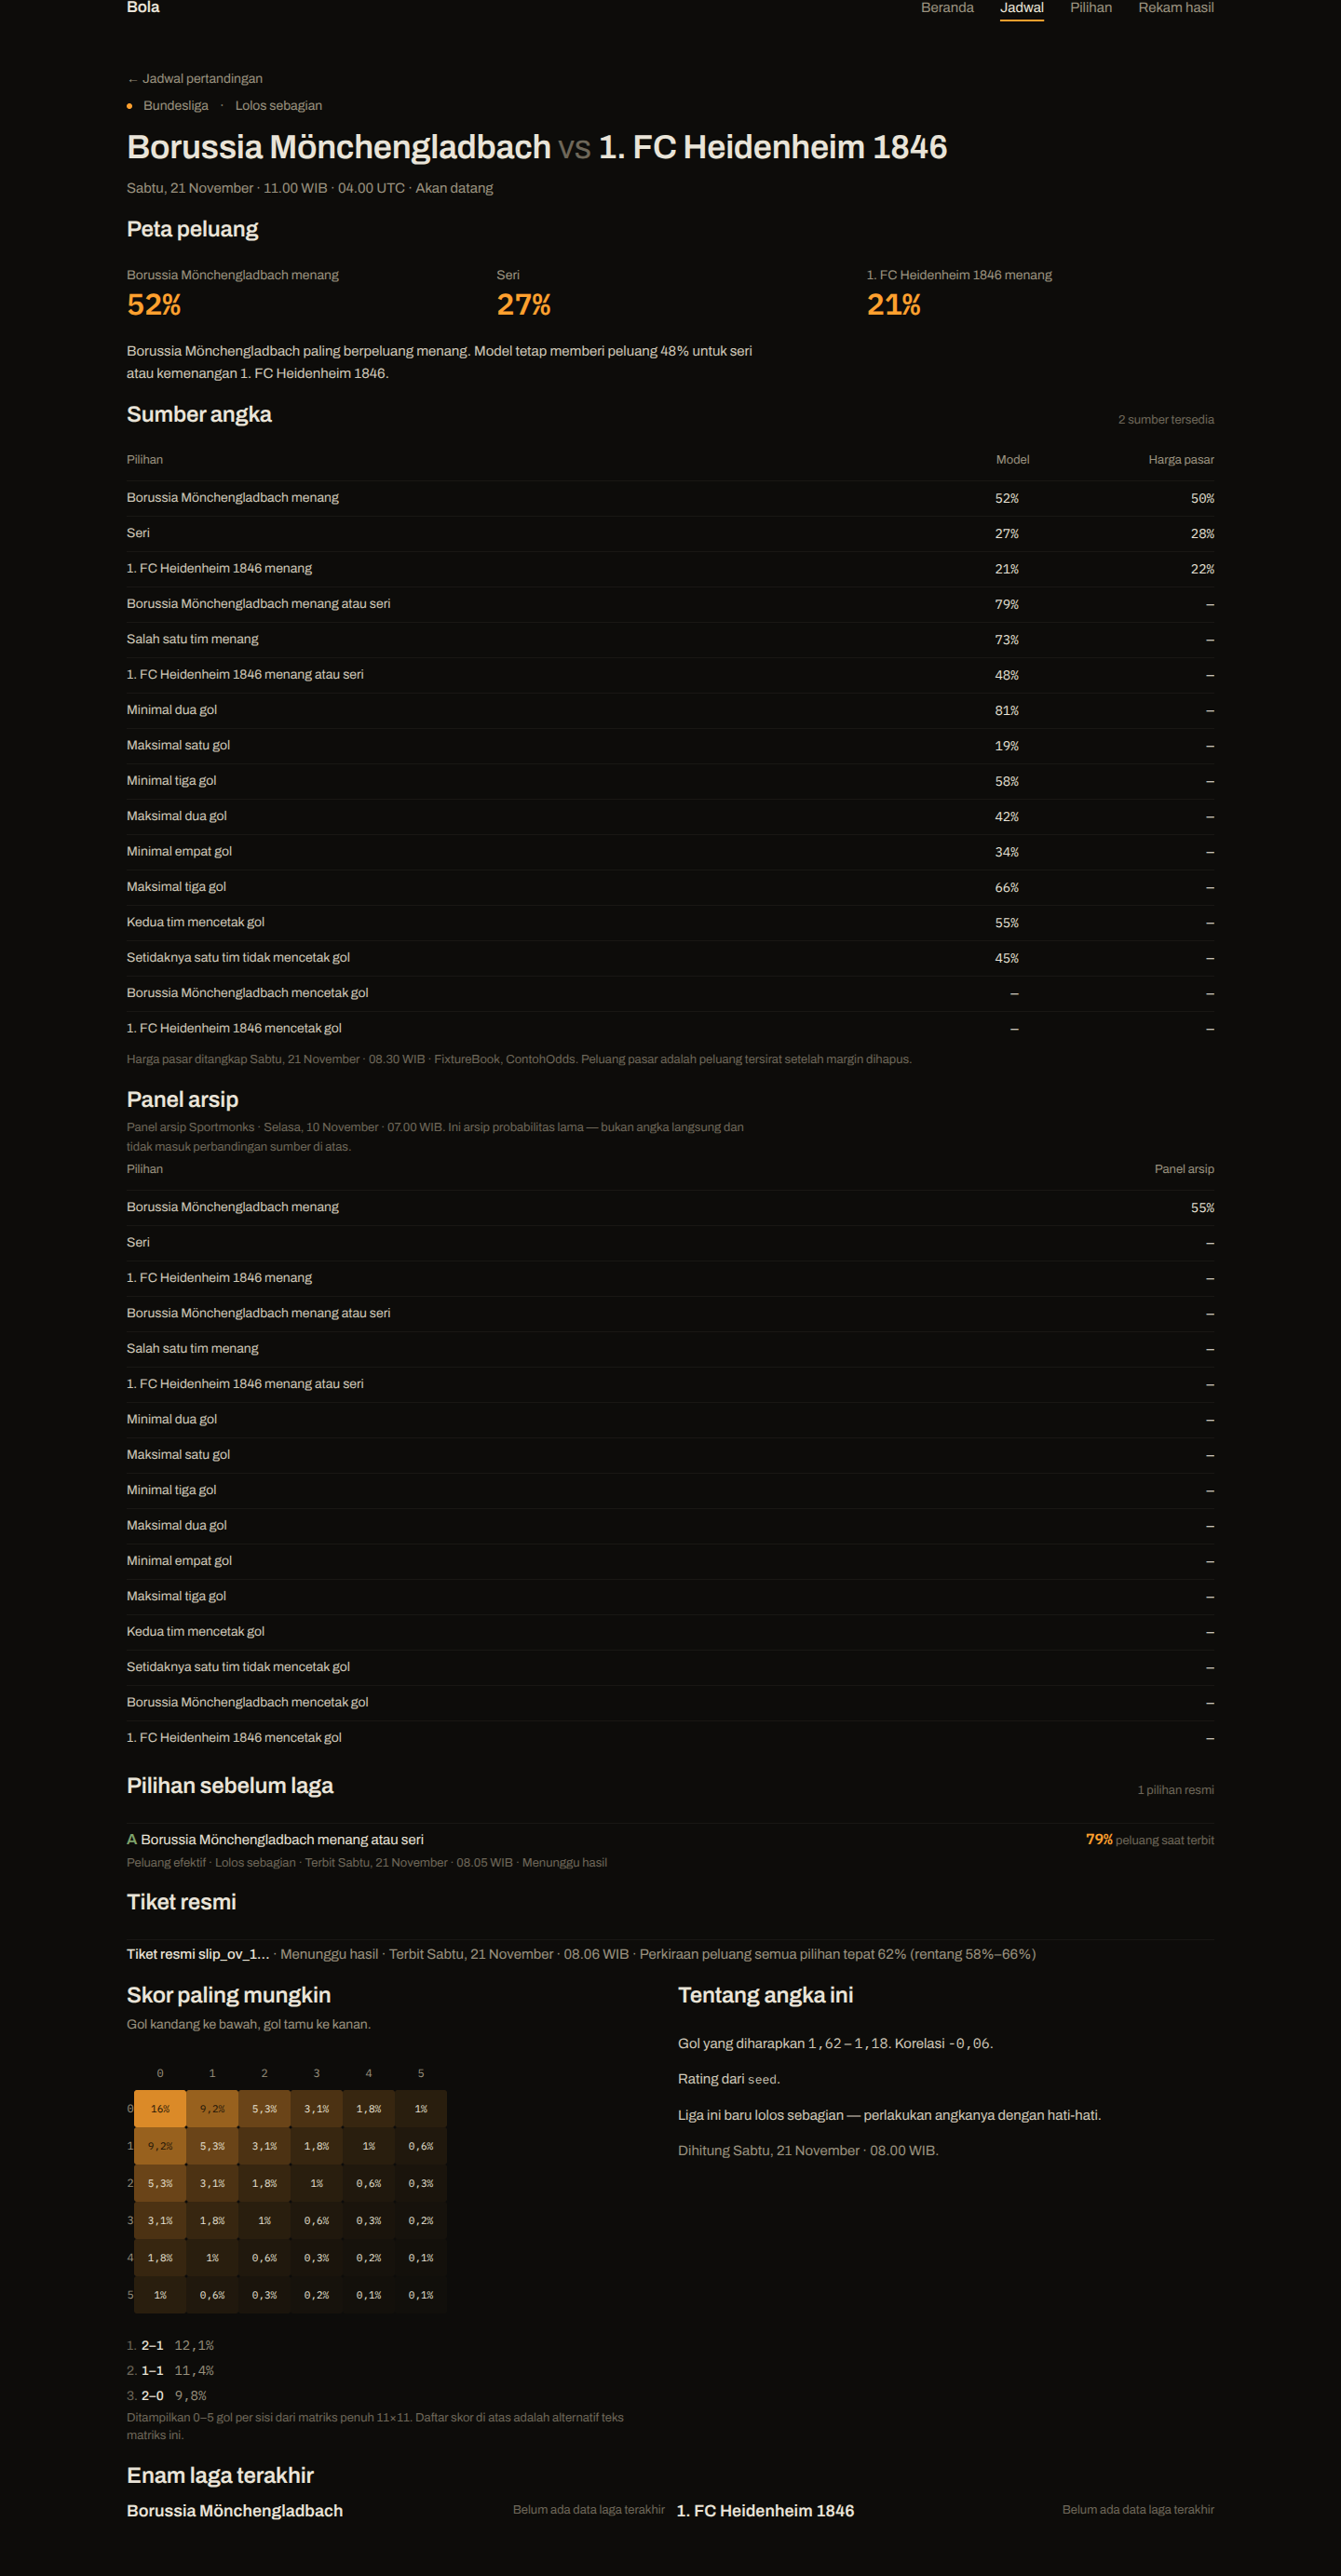 Bola
Beranda Jadwal Pilihan Rekam hasil
← Jadwal pertandingan
Bundesliga · Lolos sebagian
Borussia Mönchengladbach vs 1. FC Heidenheim 1846
Sabtu, 21 November · 11.00 WIB · 04.00 UTC · Akan datang
Peta peluang
Borussia Mönchengladbach menang Seri 1. FC Heidenheim 1846 menang
52% 27% 21%
Borussia Mönchengladbach paling berpeluang menang. Model tetap memberi peluang 48% untuk seri
atau kemenangan 1. FC Heidenheim 1846.
Sumber angka 2 sumber tersedia
Pilihan Model Harga pasar
Borussia Mönchengladbach menang 52% 50%
Seri 27% 28%
1. FC Heidenheim 1846 menang 21% 22%
Borussia Mönchengladbach menang atau seri 79% —
Salah satu tim menang 73% —
1. FC Heidenheim 1846 menang atau seri 48% —
Minimal dua gol 81% —
Maksimal satu gol 19% —
Minimal tiga gol 58% —
Maksimal dua gol 42% —
Minimal empat gol 34% —
Maksimal tiga gol 66% —
Kedua tim mencetak gol 55% —
Setidaknya satu tim tidak mencetak gol 45% —
Borussia Mönchengladbach mencetak gol — —
1. FC Heidenheim 1846 mencetak gol — —
Harga pasar ditangkap Sabtu, 21 November · 08.30 WIB · FixtureBook, ContohOdds. Peluang pasar adalah peluang tersirat setelah margin dihapus.
Panel arsip
Panel arsip Sportmonks · Selasa, 10 November · 07.00 WIB. Ini arsip probabilitas lama — bukan angka langsung dan
tidak masuk perbandingan sumber di atas.
Pilihan Panel arsip
Borussia Mönchengladbach menang 55%
Seri —
1. FC Heidenheim 1846 menang —
Borussia Mönchengladbach menang atau seri —
Salah satu tim menang —
1. FC Heidenheim 1846 menang atau seri —
Minimal dua gol —
Maksimal satu gol —
Minimal tiga gol —
Maksimal dua gol —
Minimal empat gol —
Maksimal tiga gol —
Kedua tim mencetak gol —
Setidaknya satu tim tidak mencetak gol —
Borussia Mönchengladbach mencetak gol —
1. FC Heidenheim 1846 mencetak gol —
Pilihan sebelum laga 1 pilihan resmi
A Borussia Mönchengladbach menang atau seri 79% peluang saat terbit
Peluang efektif · Lolos sebagian · Terbit Sabtu, 21 November · 08.05 WIB · Menunggu hasil
Tiket resmi
Tiket resmi slip_ov_1… · Menunggu hasil · Terbit Sabtu, 21 November · 08.06 WIB · Perkiraan peluang semua pilihan tepat 62% (rentang 58%–66%)
Skor paling mungkin
Gol kandang ke bawah, gol tamu ke kanan.
0 1 2 3 4 5
0 16% 9,2% 5,3% 3,1% 1,8% 1%
1 9,2% 5,3% 3,1% 1,8% 1% 0,6%
2 5,3% 3,1% 1,8% 1% 0,6% 0,3%
3 3,1% 1,8% 1% 0,6% 0,3% 0,2%
4 1,8% 1% 0,6% 0,3% 0,2% 0,1%
5 1% 0,6% 0,3% 0,2% 0,1% 0,1%
1. 2–1 12,1%
2. 1–1 11,4%
3. 2–0 9,8%
Ditampilkan 0–5 gol per sisi dari matriks penuh 11×11. Daftar skor di atas adalah alternatif teks
matriks ini.
Tentang angka ini
Gol yang diharapkan 1,62 – 1,18. Korelasi -0,06.
Rating dari seed.
Liga ini baru lolos sebagian — perlakukan angkanya dengan hati-hati.
Dihitung Sabtu, 21 November · 08.00 WIB.
Enam laga terakhir
Borussia Mönchengladbach Belum ada data laga terakhir
1. FC Heidenheim 1846 Belum ada data laga terakhir